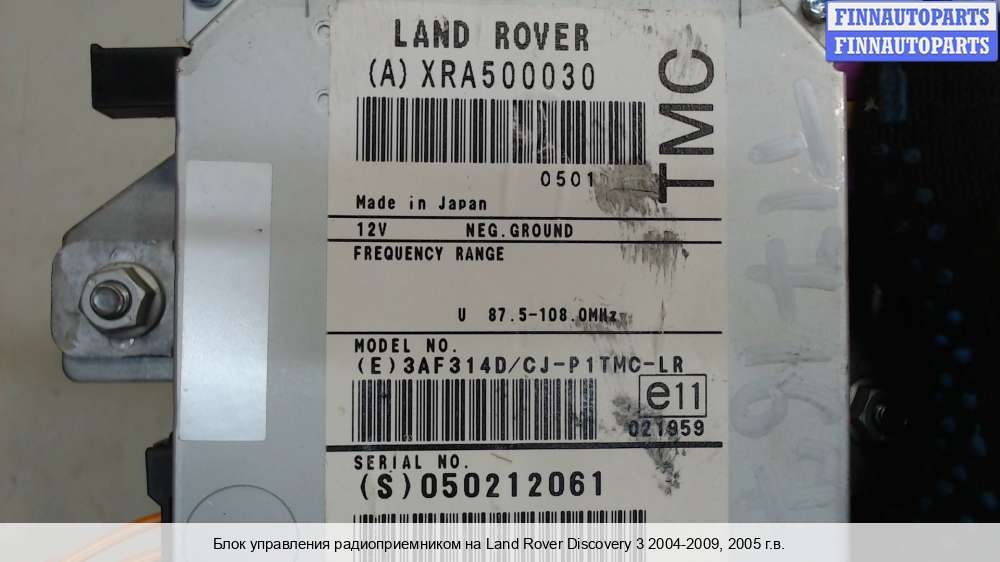 FINNAUTOPARTS
FINNAUTOPARTS
LAND ROVER
(A) XRA500030
TMC
0501
Made in Japan
12V NEG.GROUND
FREQUENCY RANGE
U 87.5-108.0MHz
MODEL NO.
(E)3AF314D/CJ-P1TMC-LR
e11
021959
SERIAL NO.
(S)050212061
Блок управления радиоприемником на Land Rover Discovery 3 2004-2009, 2005 г.в.